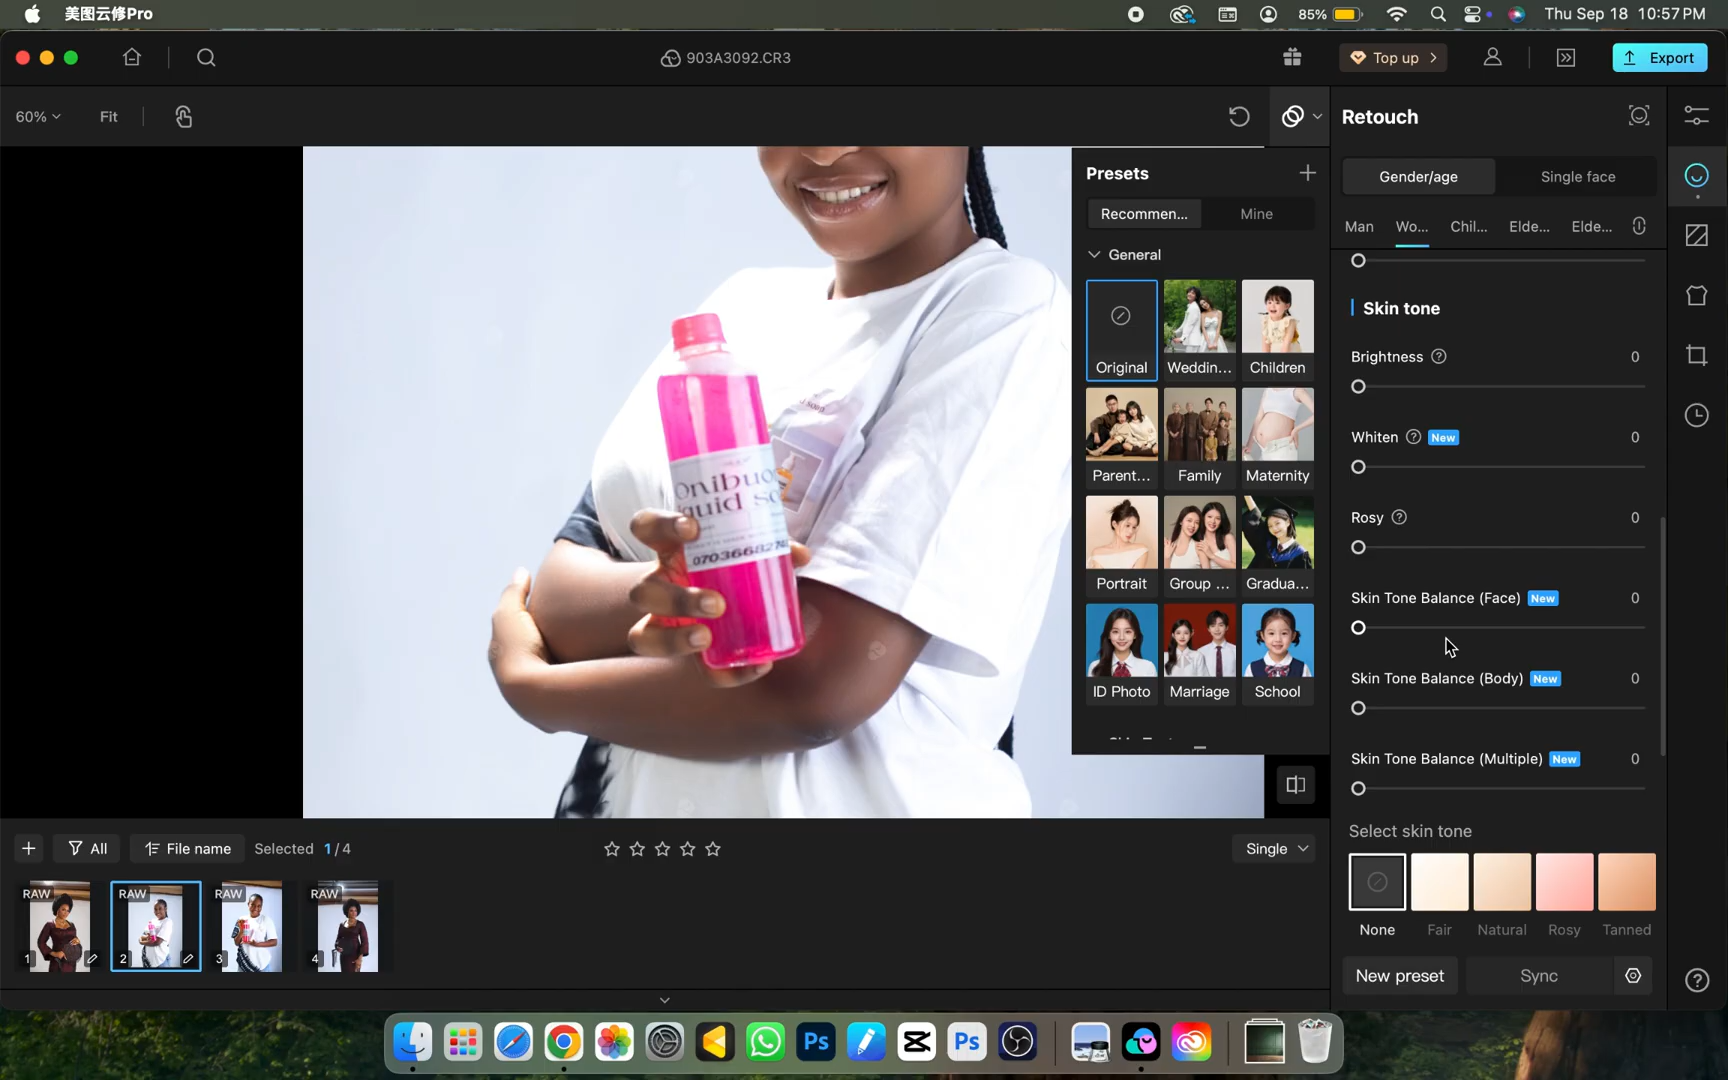 美图云修Pro
85%
Thu Sep 18 10:57 PM
903A3092.CR3
Top up
Export
60%
Fit
Retouch
Presets
Recommen...
Mine
General
Original
Weddin...
Children
Parent...
Family
Maternity
Portrait
Group ...
Gradua...
ID Photo
Marriage
School
Gender/age
Single face
Man
Wo...
Chil...
Elde...
Elde...
Skin tone
Brightness
0
Whiten
New
0
Rosy
0
Skin Tone Balance (Face)
New
0
Skin Tone Balance (Body)
New
0
Skin Tone Balance (Multiple)
New
0
Select skin tone
None
Fair
Natural
Rosy
Tanned
New preset
Sync
onibuo
quid so
All
File name
Selected 1/4
Single
RAW
1
RAW
2
RAW
3
RAW
4
Ps
Ps